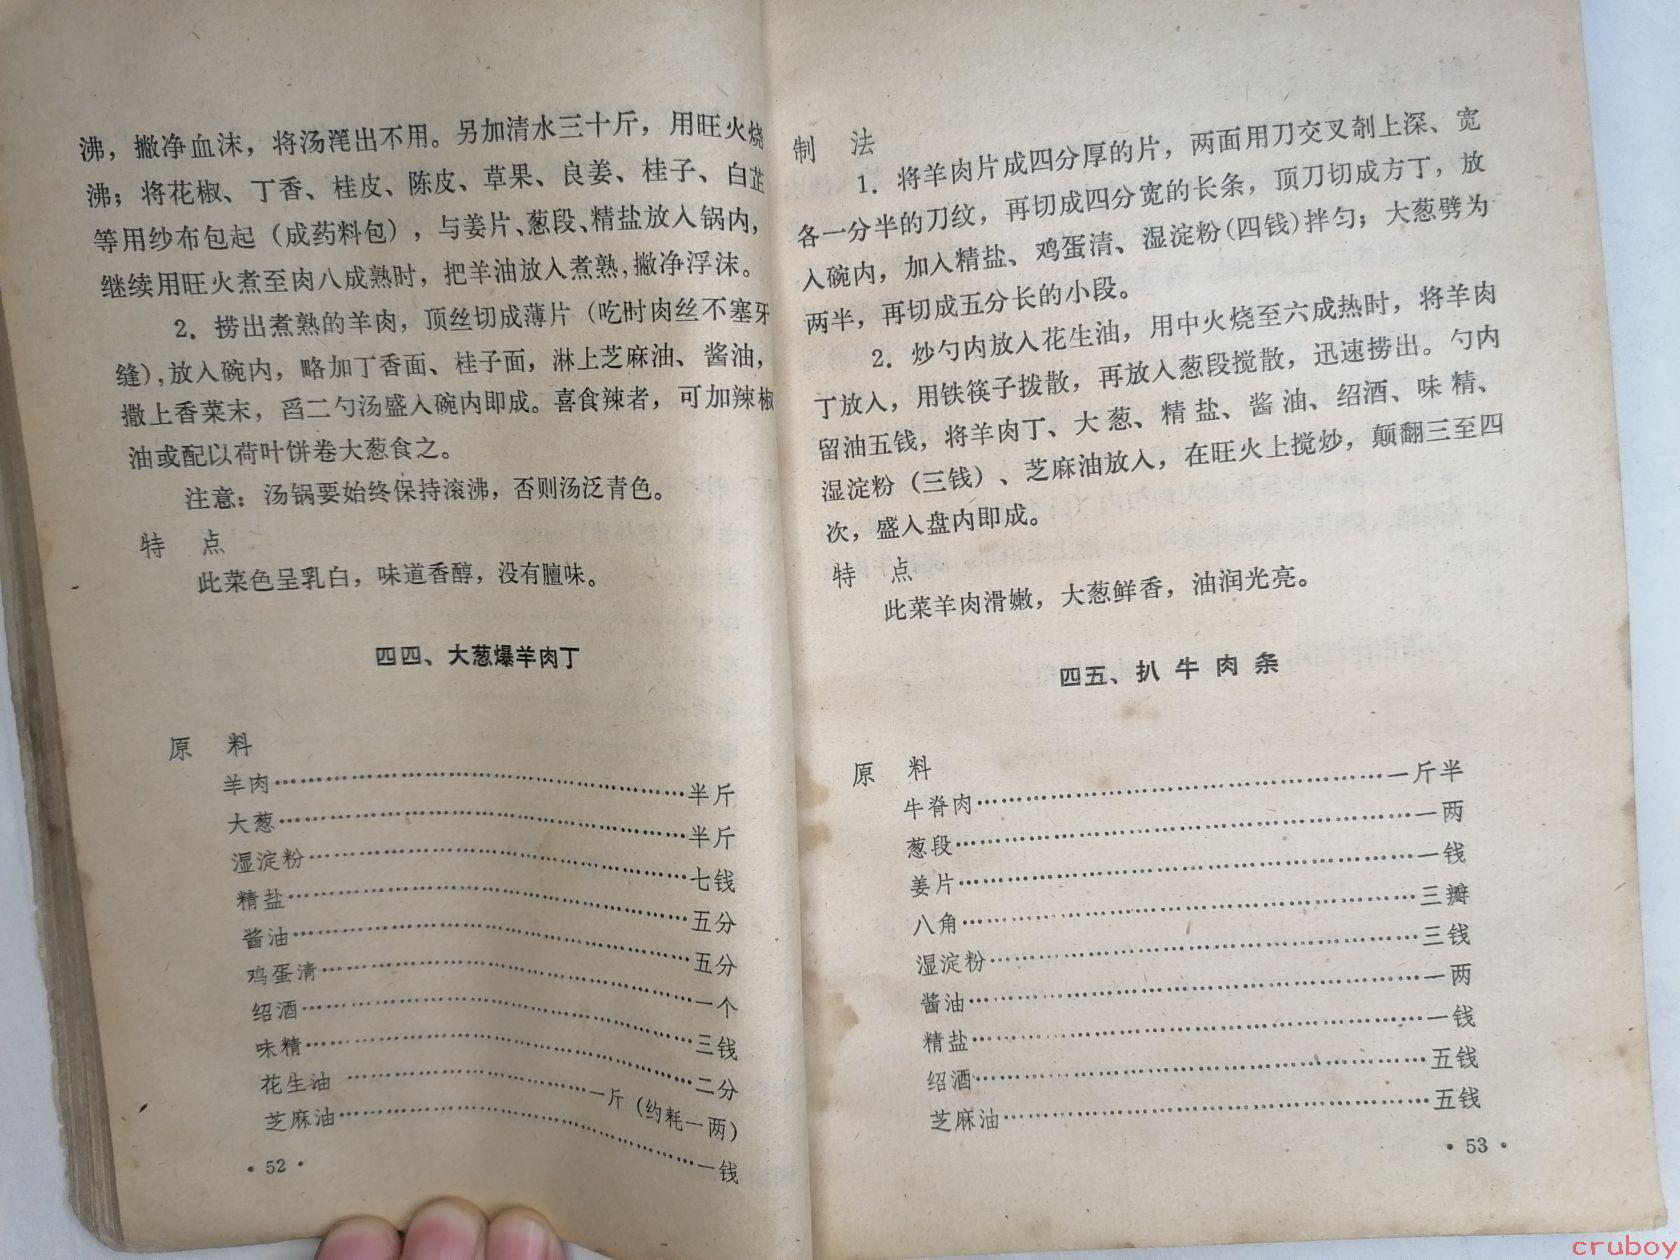 沸，撇净血沫，将汤滗出不用。另加清水三十斤，用旺火烧
沸；将花椒、丁香、桂皮、陈皮、草果、良姜、桂子、白芷
等用纱布包起（成药料包），与姜片、葱段、精盐放入锅内，
继续用旺火煮至肉八成熟时，把羊油放入煮熟，撇净浮沫。
2．捞出煮熟的羊肉，顶丝切成薄片（吃时肉丝不塞牙
缝），放入碗内，略加丁香面、桂子面，淋上芝麻油、酱油，
撒上香菜末，舀二勺汤盛入碗内即成。喜食辣者，可加辣椒
油或配以荷叶饼卷大葱食之。
注意：汤锅要始终保持滚沸，否则汤泛青色。
特 点
此菜色呈乳白，味道香醇，没有膻味。
四四、大葱爆羊肉丁
原 料
羊肉……半斤
大葱……半斤
湿淀粉……七钱
精盐……五分
酱油……五分
鸡蛋清……一个
绍酒……三钱
味精……二分
花生油……一斤（约耗一两）
芝麻油……一钱
·52·
制 法
1．将羊肉片成四分厚的片，两面用刀交叉剞上深、宽
各一分半的刀纹，再切成四分宽的长条，顶刀切成方丁，放
入碗内，加入精盐、鸡蛋清、湿淀粉(四钱)拌匀；大葱劈为
两半，再切成五分长的小段。
2．炒勺内放入花生油，用中火烧至六成热时，将羊肉
丁放入，用铁筷子拨散，再放入葱段搅散，迅速捞出。勺内
留油五钱，将羊肉丁、大葱、精盐、酱油、绍酒、味精、
湿淀粉（三钱）、芝麻油放入，在旺火上搅炒，颠翻三至四
次，盛入盘内即成。
特 点
此菜羊肉滑嫩，大葱鲜香，油润光亮。
四五、扒牛肉条
原 料
牛脊肉……一斤半
葱段……一两
姜片……一钱
八角……三瓣
湿淀粉……三钱
酱油……一两
精盐……一钱
绍酒……五钱
芝麻油……五钱
·53·
cruboy